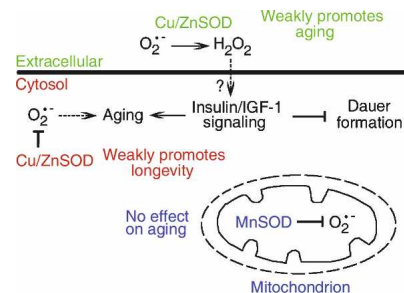 Cu/ZnSOD
Weakly promotes
aging
O₂•⁻ H₂O₂
Extracellular
Cytosol
?
O₂•⁻ Aging Insulin/IGF-1
signaling
Dauer
formation
Cu/ZnSOD
Weakly promotes
longevity
No effect
on aging
MnSOD O₂•⁻
Mitochondrion